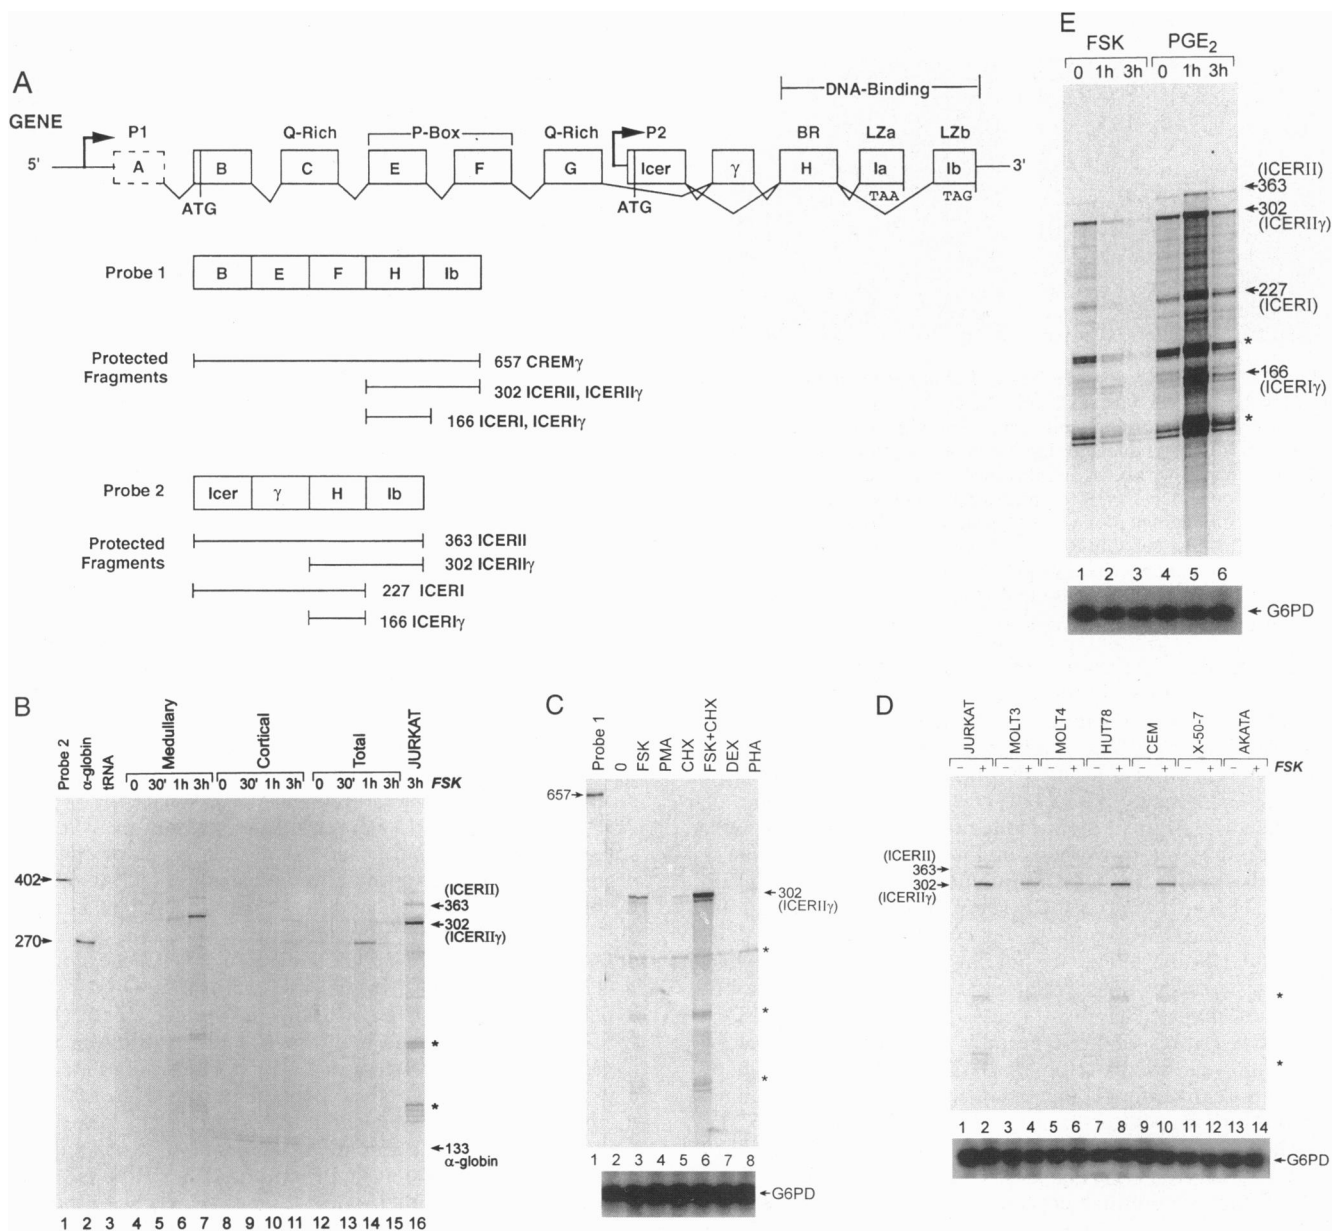 A
DNA-Binding
GENE P1 Q-Rich P-Box Q-Rich P2 BR LZa LZb
5' A B C E F G Icer γ H Ia Ib 3'
ATG ATG TAA TAG
Probe 1 B E F H Ib
Protected Fragments
657 CREMγ
302 ICERII, ICERIIγ
166 ICERI, ICERIγ
Probe 2 Icer γ H Ib
Protected Fragments
363 ICERII
302 ICERIIγ
227 ICERI
166 ICERIγ
E
FSK PGE₂
0 1h 3h 0 1h 3h
(ICERII)
363
302
(ICERIIγ)
227
(ICERI)
*
166
(ICERIγ)
*
1 2 3 4 5 6
G6PD
B
Probe 2 α-globin tRNA Medullary Cortical Total JURKAT
0 30' 1h 3h 0 30' 1h 3h 0 30' 1h 3h 3h FSK
402
270
(ICERII)
363
302
(ICERIIγ)
*
*
133
α-globin
1 2 3 4 5 6 7 8 9 10 11 12 13 14 15 16
C
Probe 1 0 FSK PMA CHX FSK+CHX DEX PHA
657
302
(ICERIIγ)
*
*
*
1 2 3 4 5 6 7 8
G6PD
D
JURKAT MOLT3 MOLT4 HUT78 CEM X-50-7 AKATA
− + − + − + − + − + − + − + FSK
(ICERII)
363
302
(ICERIIγ)
*
*
1 2 3 4 5 6 7 8 9 10 11 12 13 14
G6PD